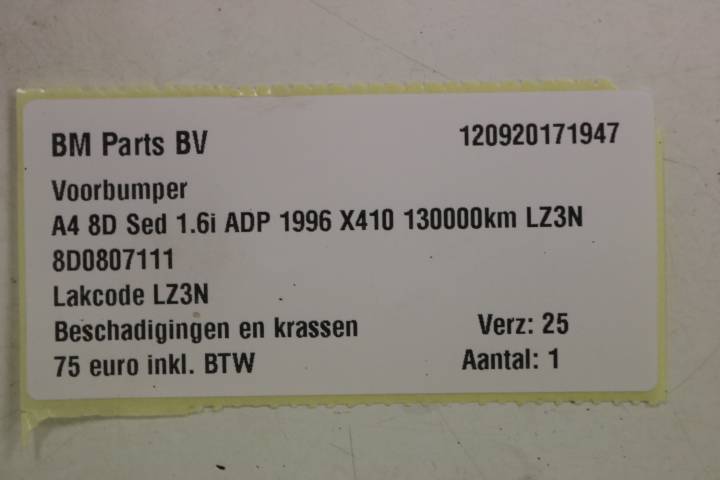 BM Parts BV 120920171947
Voorbumper
A4 8D Sed 1.6i ADP 1996 X410 130000km LZ3N
8D0807111
Lakcode LZ3N
Beschadigingen en krassen Verz: 25
75 euro inkl. BTW Aantal: 1